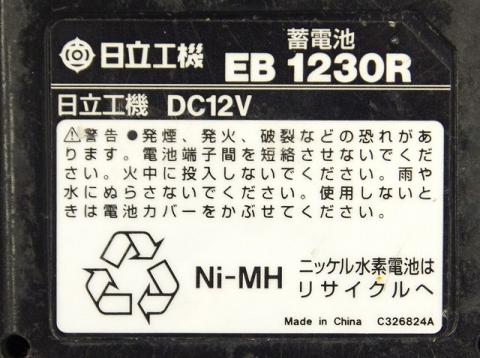 日立工機 蓄電池
EB 1230R
日立工機 DC12V
⚠警告 ●発煙、発火、破裂などの恐れがあ
ります。電池端子間を短絡させないでくだ
さい。火中に投入しないでください。雨や
水にぬらさないでください。使用しないと
きは電池カバーをかぶせてください。
Ni-MH
ニッケル水素電池は
リサイクルへ
Made in China C326824A